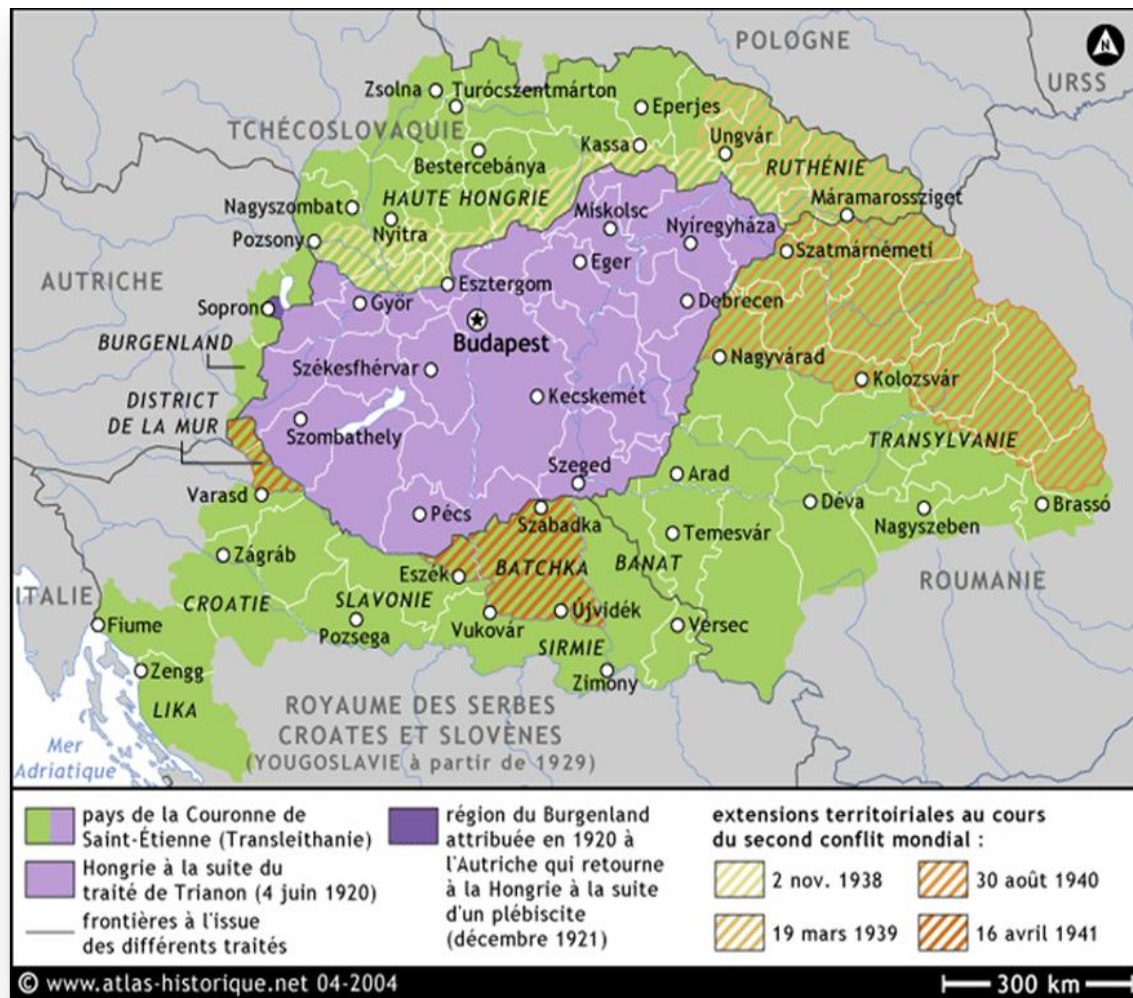 POLOGNE
N
URSS
Zsolna
Turócszentmárton
Eperjes
TCHÉCOSLOVAQUIE
Kassa
Ungvár
Bestercebánya
RUTHÉNIE
HAUTE HONGRIE
Nagyszombat
Nyitra
Máramarossziget
Miskolsc
Nyíregyháza
Pozsony
Szatmárnémeti
AUTRICHE
Eger
Esztergom
Sopron
Győr
Debrecen
BURGENLAND
Budapest
Székesfhérvár
Nagyvárad
Kolozsvár
DISTRICT
DE LA MUR
Kecskemét
Szombathely
TRANSYLVANIE
Szeged
Arad
Varasd
Déva
Brassó
Pécs
Szabadka
Nagyszeben
Temesvár
Zágráb
BATCHKA
BANAT
Eszék
ROUMANIE
ITALIE
CROATIE
SLAVONIE
Fiume
Pozsega
Vukovár
Újvidék
Versec
SIRMIE
Zengg
Zimony
LIKA
ROYAUME DES SERBES
CROATES ET SLOVÈNES
(YOUGOSLAVIE à partir de 1929)
Mer
Adriatique
pays de la Couronne de
Saint-Étienne (Transleithanie)
Hongrie à la suite du
traité de Trianon (4 juin 1920)
frontières à l'issue
des différents traités
région du Burgenland
attribuée en 1920 à
l'Autriche qui retourne
à la Hongrie à la suite
d'un plébiscite
(décembre 1921)
extensions territoiriales au cours
du second conflit mondial :
2 nov. 1938
30 août 1940
19 mars 1939
16 avril 1941
© www.atlas-historique.net 04-2004
300 km